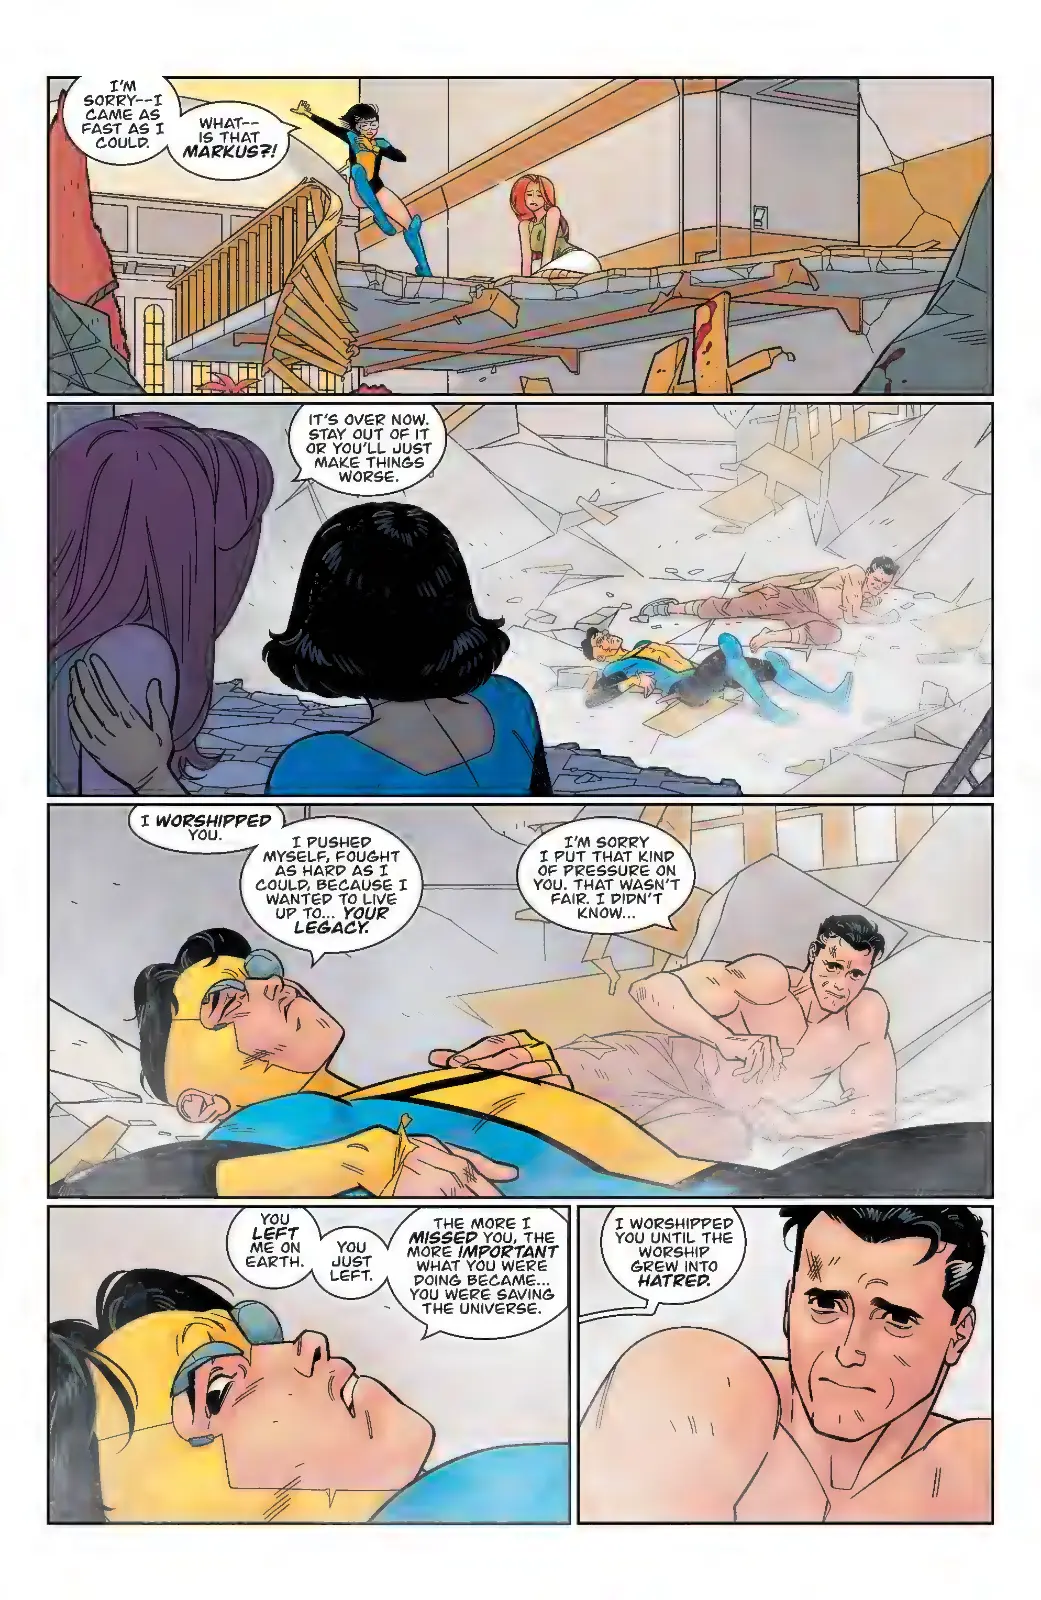 I'M
SORRY--I
CAME AS
FAST AS I
COULD.
WHAT--
IS THAT
MARKUS?!
IT'S OVER NOW.
STAY OUT OF IT
OR YOU'LL JUST
MAKE THINGS
WORSE.
I WORSHIPPED
YOU.
I PUSHED
MYSELF, FOUGHT
AS HARD AS I
COULD, BECAUSE I
WANTED TO LIVE
UP TO... YOUR
LEGACY.
I'M SORRY
I PUT THAT KIND
OF PRESSURE ON
YOU. THAT WASN'T
FAIR. I DIDN'T
KNOW...
YOU
LEFT
ME ON
EARTH.
YOU
JUST
LEFT.
THE MORE I
MISSED YOU, THE
MORE IMPORTANT
WHAT YOU WERE
DOING BECAME...
YOU WERE SAVING
THE UNIVERSE.
I WORSHIPPED
YOU UNTIL THE
WORSHIP
GREW INTO
HATRED.